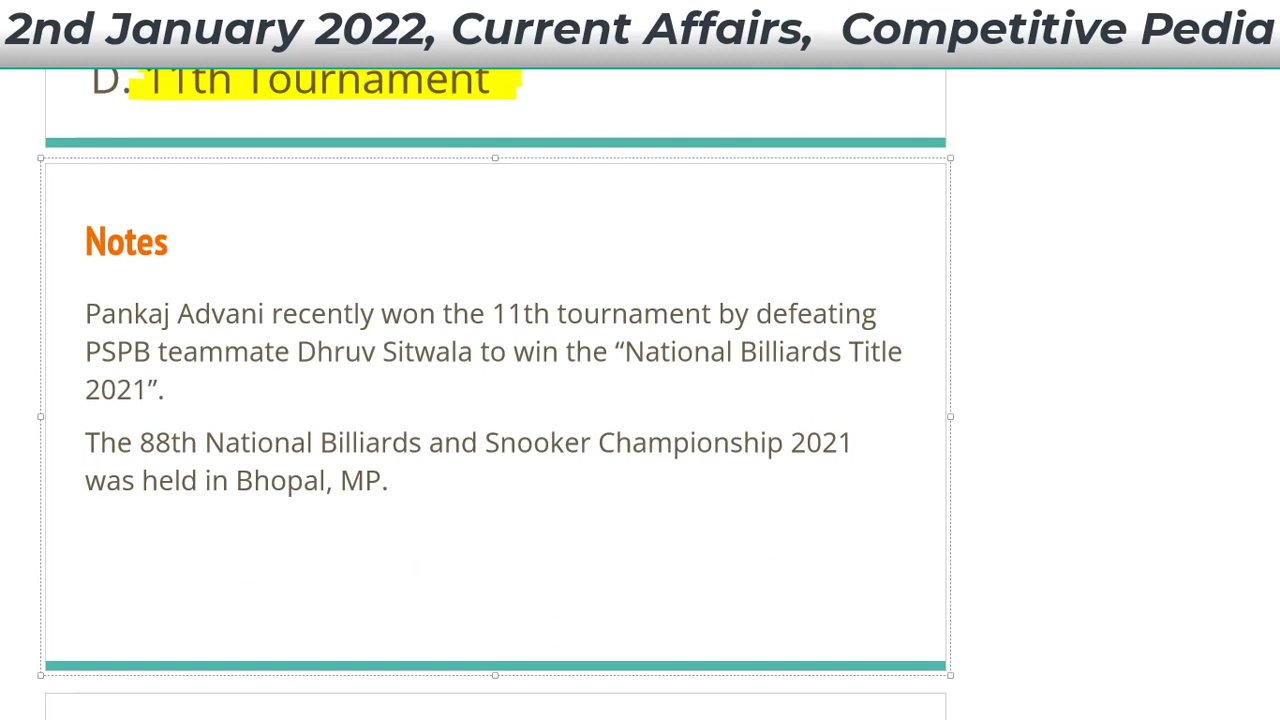 2nd January 2022, Current Affairs, Competitive Pedia
D. 11th Tournament
Notes
Pankaj Advani recently won the 11th tournament by defeating
PSPB teammate Dhruv Sitwala to win the “National Billiards Title
2021”.
The 88th National Billiards and Snooker Championship 2021
was held in Bhopal, MP.